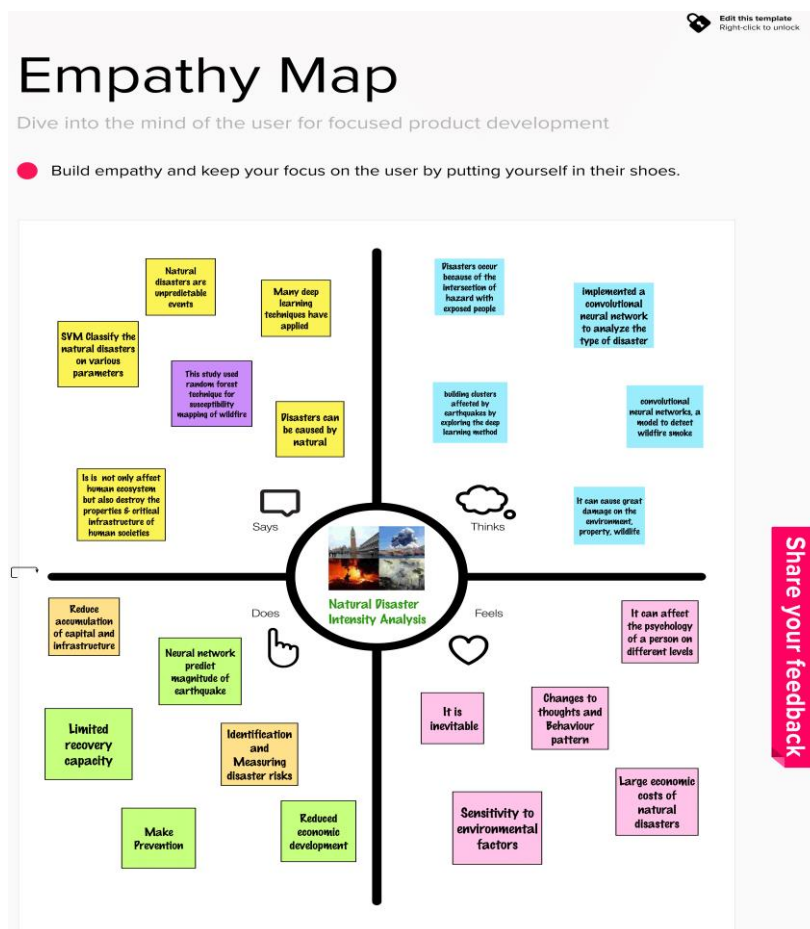 Edit this template
Right-click to unlock
Empathy Map
Dive into the mind of the user for focused product development
Build empathy and keep your focus on the user by putting yourself in their shoes.
Natural
disasters are
unpredictable
events
Many deep
learning
techniques have
applied
SVM Classify the
natural disasters
on various
parameters
This study used
random forest
technique for
susceptibility
mapping of wildfire
Disasters can
be caused by
natural
Is is not only affect
human ecosystem
but also destroy the
properties & critical
infrastructure of
human societies
Says
Disasters occur
because of the
intersection of
hazard with
exposed people
implemented a
convolutional
neural network
to analyze the
type of disaster
building clusters
affected by
earthquakes by
exploring the deep
learning method
convolutional
neural networks, a
model to detect
wildfire smoke
It can cause great
damage on the
environment,
property, wildlife
Thinks
Natural Disaster
Intensity Analysis
Does
Reduce
accumulation
of capital and
infrastructure
Neural network
predict
magnitude of
earthquake
Limited
recovery
capacity
Identification
and
Measuring
disaster risks
Make
Prevention
Reduced
economic
development
Feels
It can affect
the psychology
of a person on
different levels
It is
inevitable
Changes to
thoughts and
Behaviour
pattern
Large economic
costs of
natural
disasters
Sensitivity to
environmental
factors
Share your feedback